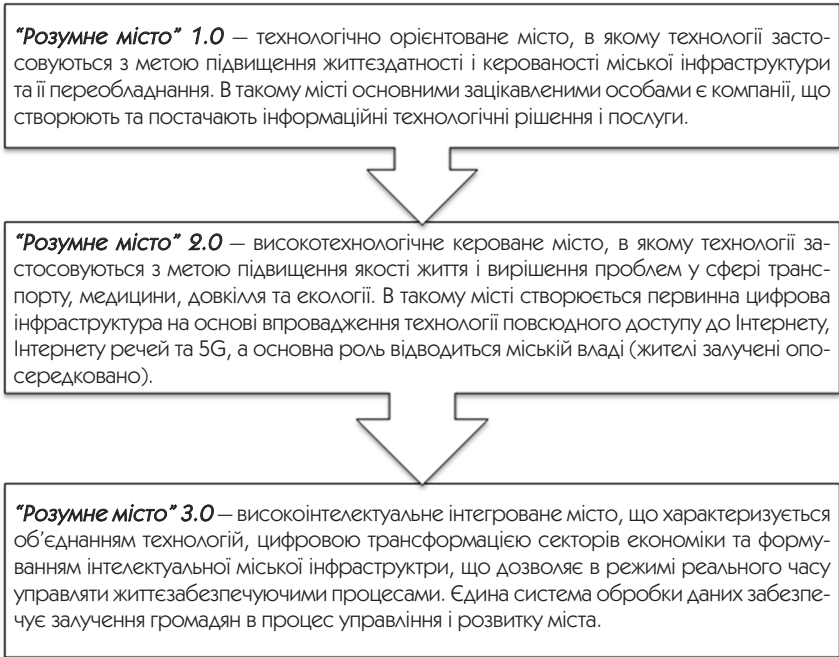 “Розумне місто” 1.0 — технологічно орієнтоване місто, в якому технології засто-
совуються з метою підвищення життєздатності і керованості міської інфраструктури
та її переобладнання. В такому місті основними зацікавленими особами є компанії, що
створюють та постачають інформаційні технологічні рішення і послуги.
“Розумне місто” 2.0 — високотехнологічне кероване місто, в якому технології за-
стосовуються з метою підвищення якості життя і вирішення проблем у сфері транс-
порту, медицини, довкілля та екології. В такому місті створюється первинна цифрова
інфраструктура на основі впровадження технології повсюдного доступу до Інтернету,
Інтернету речей та 5G, а основна роль відводиться міській владі (жителі залучені опо-
середковано).
“Розумне місто” 3.0 — високоінтелектуальне інтегроване місто, що характеризується
об’єднанням технологій, цифровою трансформацією секторів економіки та форму-
ванням інтелектуальної міської інфраструктри, що дозволяє в режимі реального часу
управляти життєзабезпечуючими процесами. Єдина система обробки даних забезпе-
чує залучення громадян в процес управління і розвитку міста.